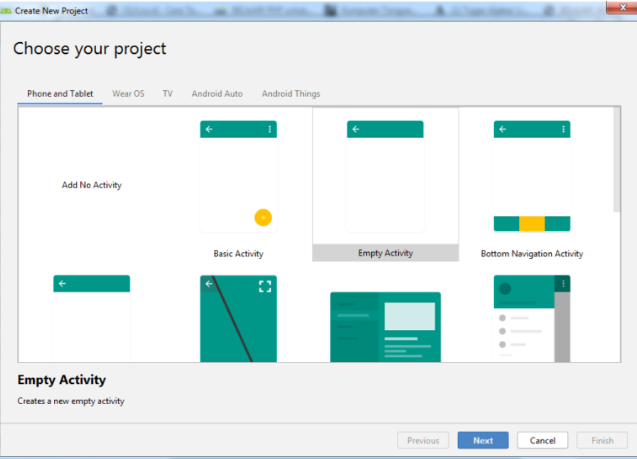 Create New Project
Choose your project
Phone and Tablet
Wear OS
TV
Android Auto
Android Things
Add No Activity
Basic Activity
Empty Activity
Bottom Navigation Activity
Empty Activity
Creates a new empty activity
Previous
Next
Cancel
Finish